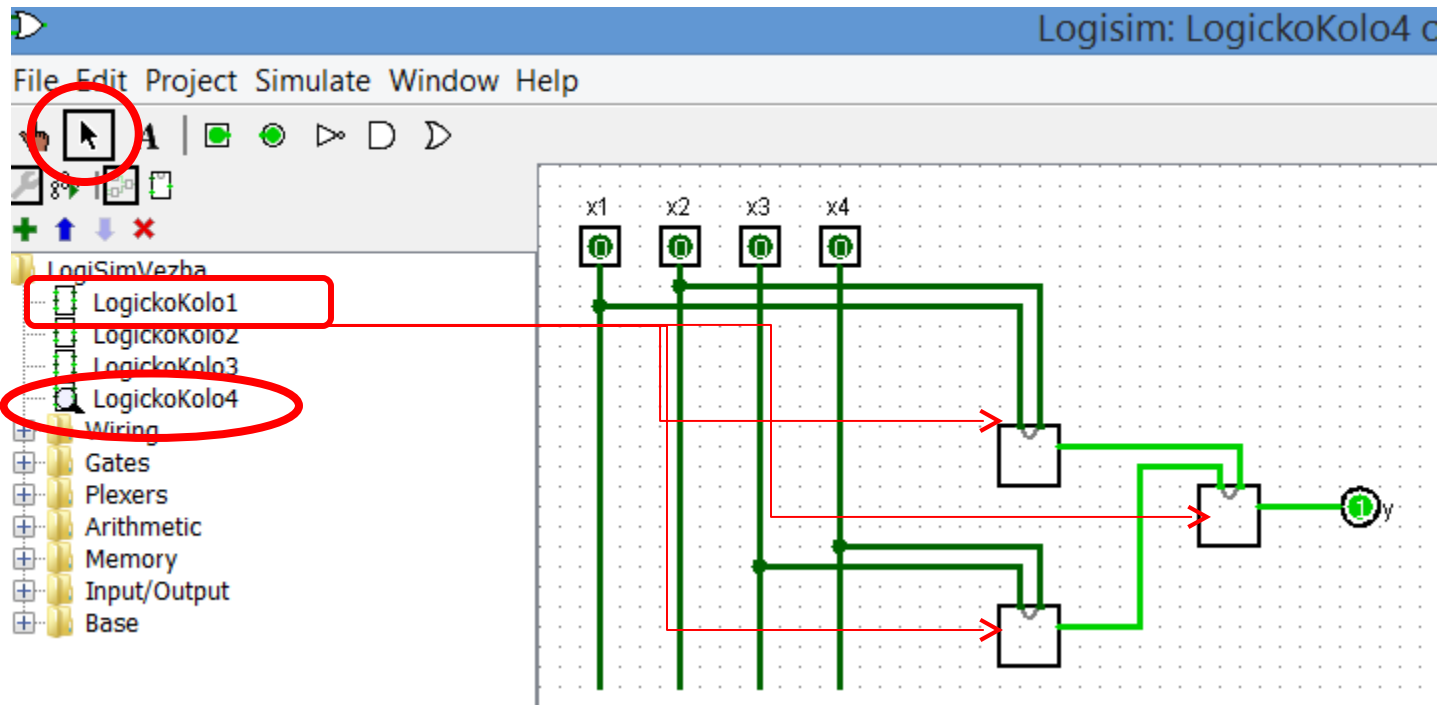 Logisim: LogickoKolo4 o
File Edit Project Simulate Window Help
A
x1 x2 x3 x4
LogiSimVezba
LogickoKolo1
LogickoKolo2
LogickoKolo3
LogickoKolo4
Wiring
Gates
Plexers
Arithmetic
Memory
Input/Output
Base
0 0 0 0
1 y